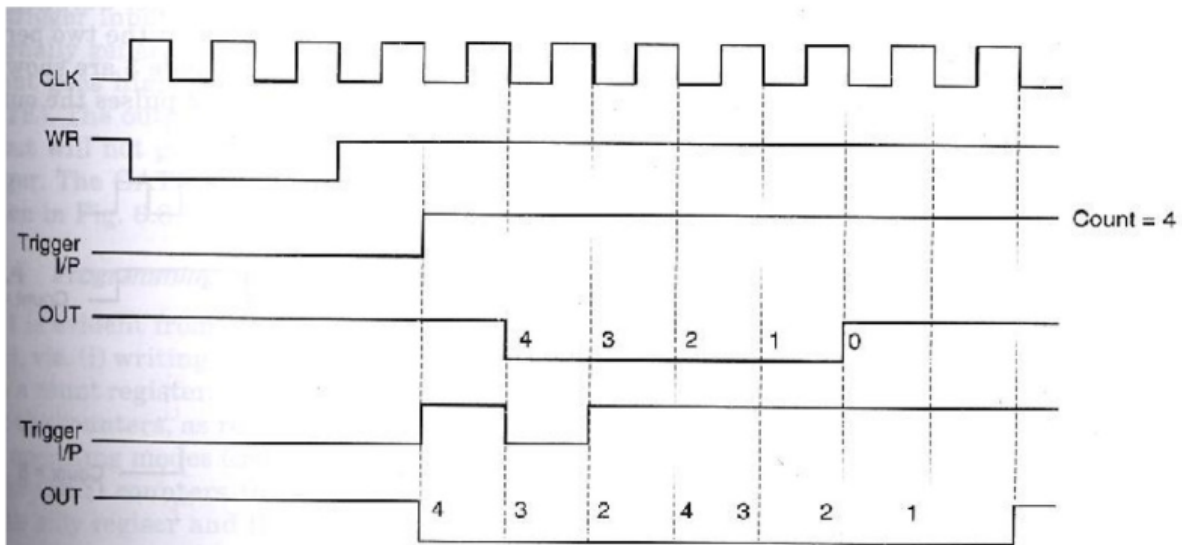 CLK
WR
Trigger
I/P
Count = 4
OUT
4 3 2 1 0
Trigger
I/P
OUT
4 3 2 4 3 2 1